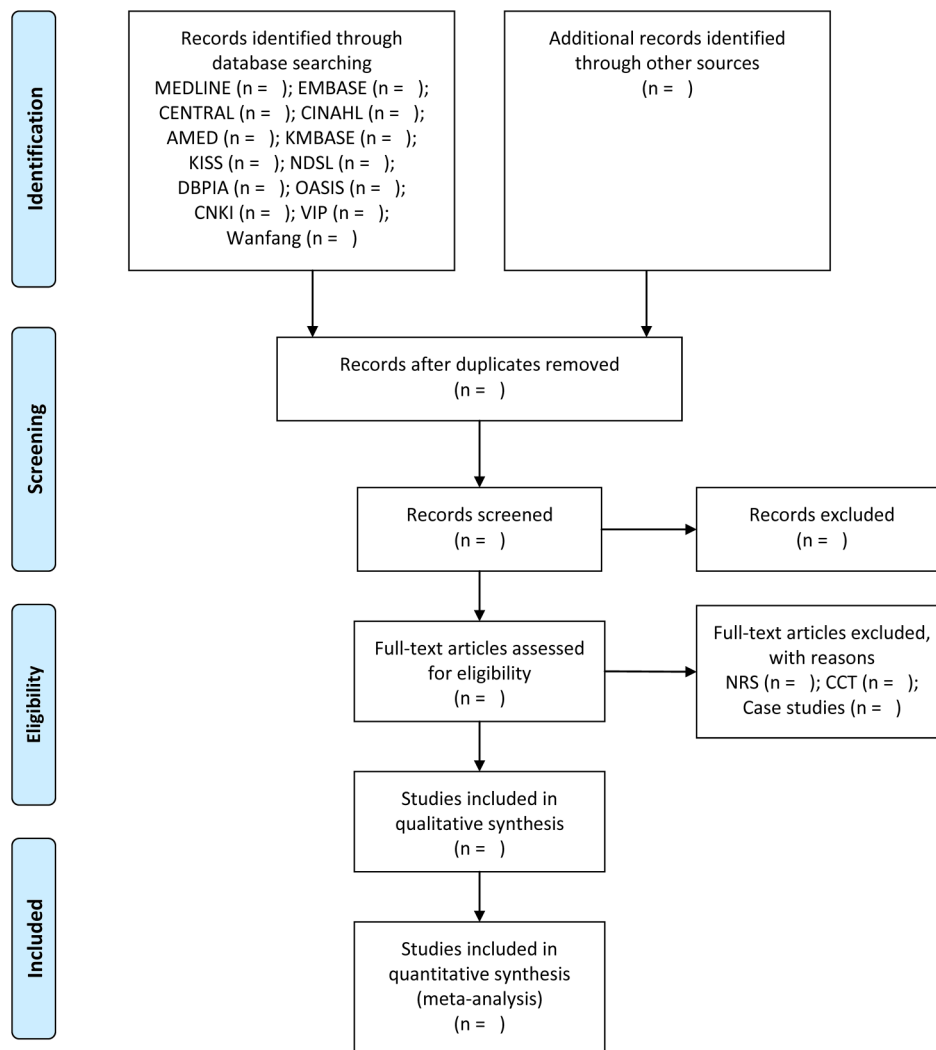 Identification
Records identified through
database searching
MEDLINE (n =   ); EMBASE (n =   );
CENTRAL (n =   ); CINAHL (n =   );
AMED (n =   ); KMBASE (n =   );
KISS (n =   ); NDSL (n =   );
DBPIA (n =   ); OASIS (n =   );
CNKI (n =   ); VIP (n =   );
Wanfang (n =   )
Additional records identified
through other sources
(n =   )
Screening
Records after duplicates removed
(n =   )
Records screened
(n =   )
Records excluded
(n =   )
Eligibility
Full-text articles assessed
for eligibility
(n =   )
Full-text articles excluded,
with reasons
NRS (n =   ); CCT (n =   );
Case studies (n =   )
Studies included in
qualitative synthesis
(n =   )
Included
Studies included in
quantitative synthesis
(meta-analysis)
(n =   )